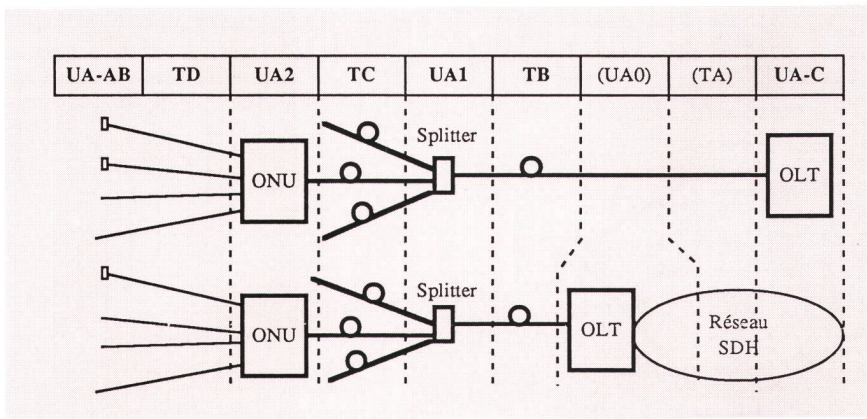 UA-AB TD UA2 TC UA1 TB (UA0) (TA) UA-C
Splitter
ONU
OLT
Splitter
ONU
OLT
Réseau
SDH